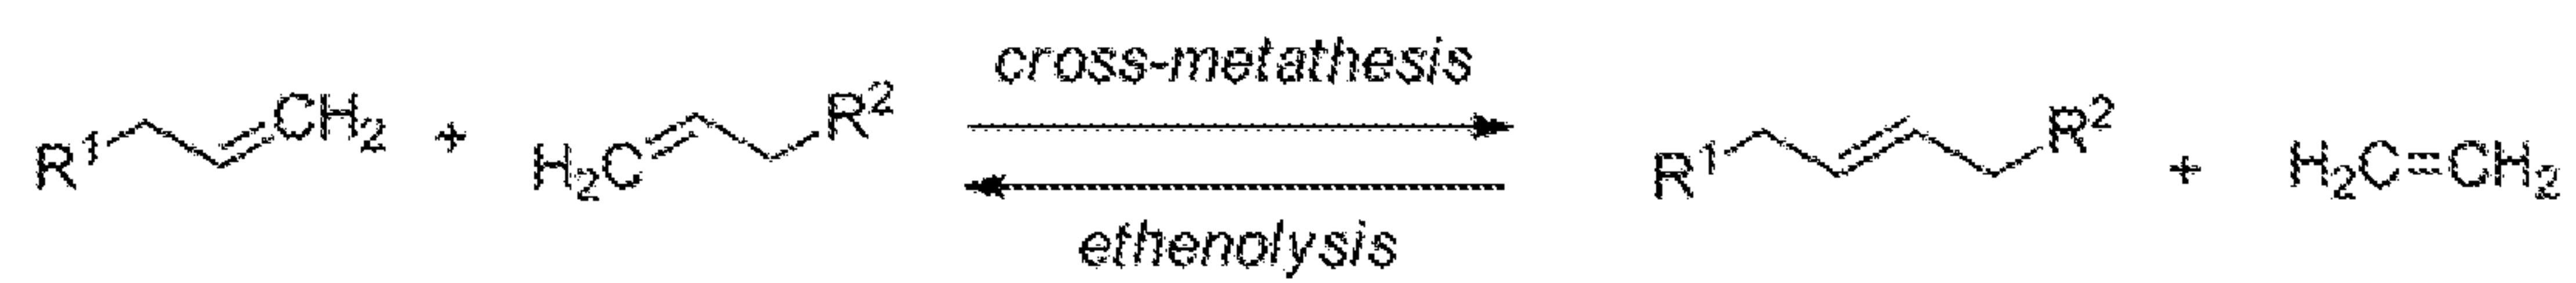 cross-metathesis
R¹ CH₂ + H₂C R² R¹ R² + H₂C=CH₂
ethenolysis